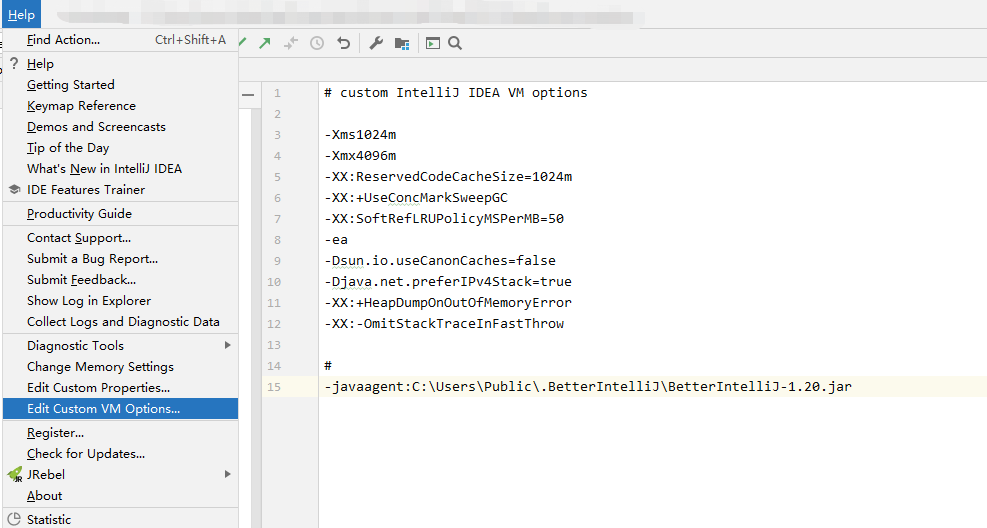 Help
Find Action... Ctrl+Shift+A
? Help
Getting Started
Keymap Reference
Demos and Screencasts
Tip of the Day
What's New in IntelliJ IDEA
IDE Features Trainer
Productivity Guide
Contact Support...
Submit a Bug Report...
Submit Feedback...
Show Log in Explorer
Collect Logs and Diagnostic Data
Diagnostic Tools
Change Memory Settings
Edit Custom Properties...
Edit Custom VM Options...
Register...
Check for Updates...
JRebel
About
Statistic
1 # custom IntelliJ IDEA VM options
2
3 -Xms1024m
4 -Xmx4096m
5 -XX:ReservedCodeCacheSize=1024m
6 -XX:+UseConcMarkSweepGC
7 -XX:SoftRefLRUPolicyMSPerMB=50
8 -ea
9 -Dsun.io.useCanonCaches=false
10 -Djava.net.preferIPv4Stack=true
11 -XX:+HeapDumpOnOutOfMemoryError
12 -XX:-OmitStackTraceInFastThrow
13
14 #
15 -javaagent:C:\Users\Public\.BetterIntelliJ\BetterIntelliJ-1.20.jar